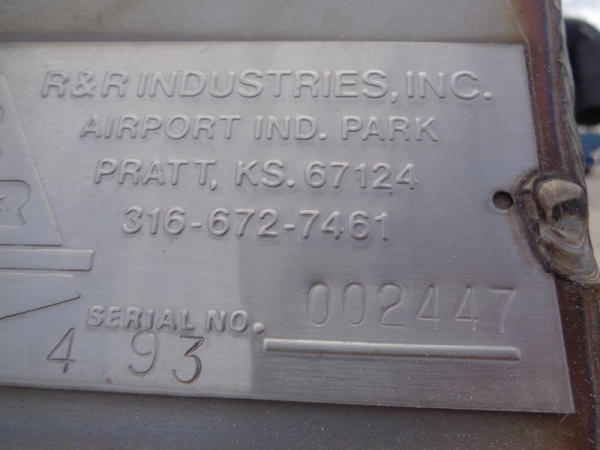 R&R INDUSTRIES, INC.
AIRPORT IND. PARK
PRATT, KS. 67124
316-672-7461
SERIAL NO. 002447
4 93